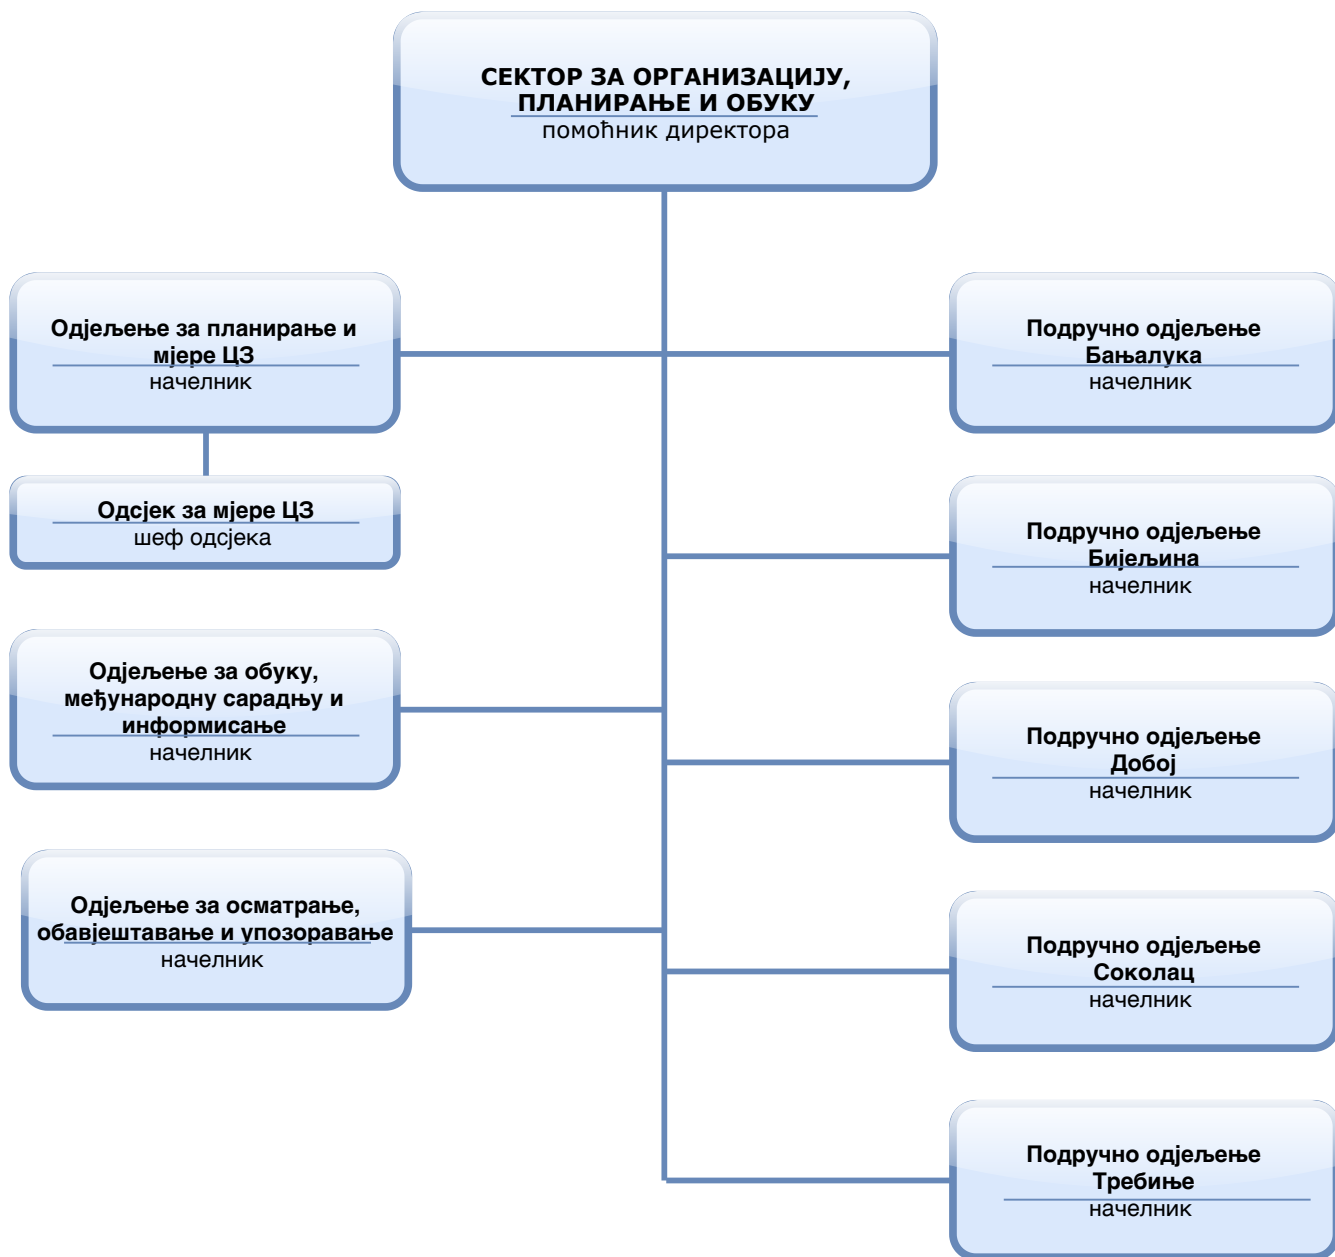 СЕКТОР ЗА ОРГАНИЗАЦИЈУ,
ПЛАНИРАЊЕ И ОБУКУ
помоћник директора
Одјељење за планирање и
мјере ЦЗ
начелник
Одсјек за мјере ЦЗ
шеф одсјека
Одјељење за обуку,
међународну сарадњу и
информисање
начелник
Одјељење за осматрање,
обавјештавање и упозоравање
начелник
Подручно одјељење
Бањалука
начелник
Подручно одјељење
Бијељина
начелник
Подручно одјељење
Добој
начелник
Подручно одјељење
Соколац
начелник
Подручно одјељење
Требиње
начелник